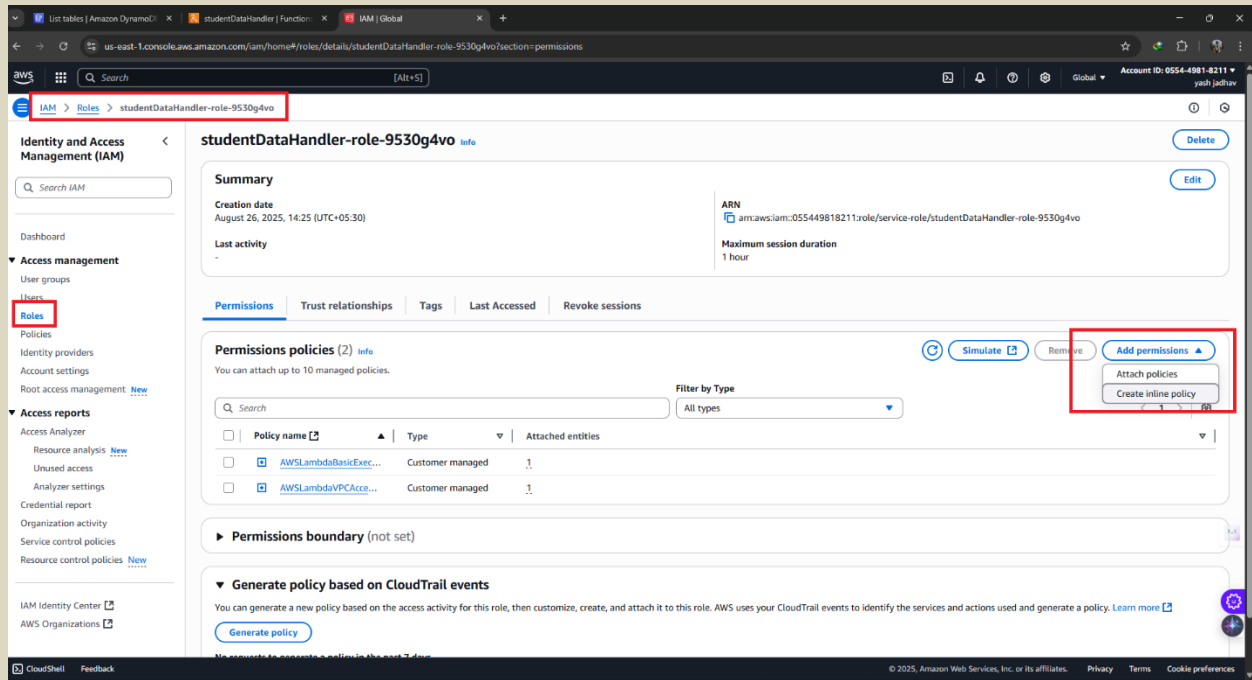 List tables | Amazon DynamoD
studentDataHandler | Function
IAM | Global
us-east-1.console.aws.amazon.com/iam/home#/roles/details/studentDataHandler-role-9530g4vo?section=permissions
aws
Search
[Alt+S]
Global
Account ID: 0554-4981-8211
yash jadhav
IAM > Roles > studentDataHandler-role-9530g4vo
Identity and Access
Management (IAM)
Search IAM
Dashboard
Access management
User groups
Users
Roles
Policies
Identity providers
Account settings
Root access management New
Access reports
Access Analyzer
Resource analysis New
Unused access
Analyzer settings
Credential report
Organization activity
Service control policies
Resource control policies New
IAM Identity Center
AWS Organizations
studentDataHandler-role-9530g4vo Info
Delete
Summary
Edit
Creation date
August 26, 2025, 14:25 (UTC+05:30)
Last activity
-
ARN
arn:aws:iam::055449818211:role/service-role/studentDataHandler-role-9530g4vo
Maximum session duration
1 hour
Permissions Trust relationships Tags Last Accessed Revoke sessions
Permissions policies (2) Info
Simulate Remove Add permissions
You can attach up to 10 managed policies.
Attach policies
Create inline policy
Filter by Type
Search
All types
1
Policy name Type Attached entities
AWSLambdaBasicExec... Customer managed 1
AWSLambdaVPCAcce... Customer managed 1
Permissions boundary (not set)
Generate policy based on CloudTrail events
You can generate a new policy based on the access activity for this role, then customize, create, and attach it to this role. AWS uses your CloudTrail events to identify the services and actions used and generate a policy. Learn more
Generate policy
No requests to generate a policy in the past 7 days
CloudShell Feedback
© 2025, Amazon Web Services, Inc. or its affiliates. Privacy Terms Cookie preferences